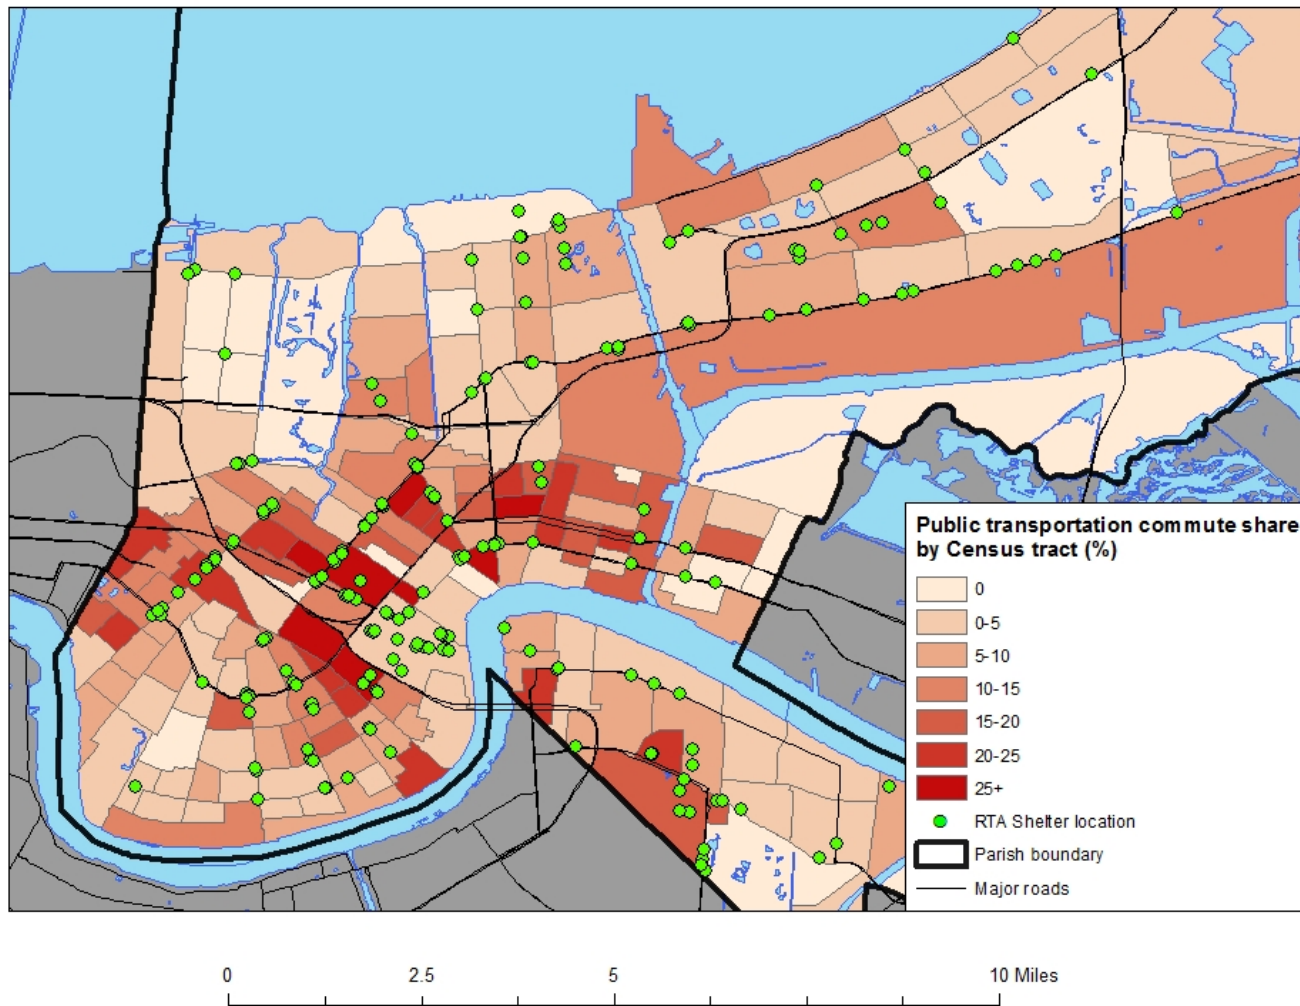 Public transportation commute share
by Census tract (%)
0
0-5
5-10
10-15
15-20
20-25
25+
RTA Shelter location
Parish boundary
Major roads
0 2.5 5 10 Miles